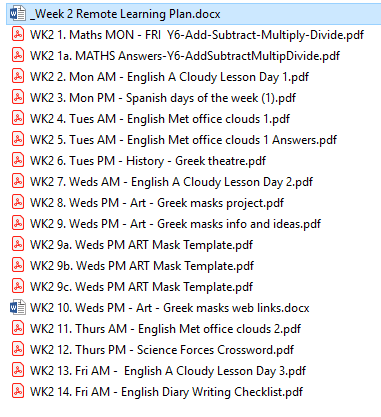 _Week 2 Remote Learning Plan.docx
WK2 1. Maths MON - FRI  Y6-Add-Subtract-Multiply-Divide.pdf
WK2 1a. MATHS Answers-Y6-AddSubtractMultipDivide.pdf
WK2 2. Mon AM - English A Cloudy Lesson Day 1.pdf
WK2 3. Mon PM - Spanish days of the week (1).pdf
WK2 4. Tues AM - English Met office clouds 1.pdf
WK2 5. Tues AM - English Met office clouds 1 Answers.pdf
WK2 6. Tues PM - History - Greek theatre.pdf
WK2 7. Weds AM - English A Cloudy Lesson Day 2.pdf
WK2 8. Weds PM - Art - Greek masks project.pdf
WK2 9. Weds PM - Art - Greek masks info and ideas.pdf
WK2 9a. Weds PM ART Mask Template.pdf
WK2 9b. Weds PM ART Mask Template.pdf
WK2 9c. Weds PM ART Mask Template.pdf
WK2 10. Weds PM - Art - Greek masks web links.docx
WK2 11. Thurs AM - English Met office clouds 2.pdf
WK2 12. Thurs PM - Science Forces Crossword.pdf
WK2 13. Fri AM -  English A Cloudy Lesson Day 3.pdf
WK2 14. Fri AM - English Diary Writing Checklist.pdf